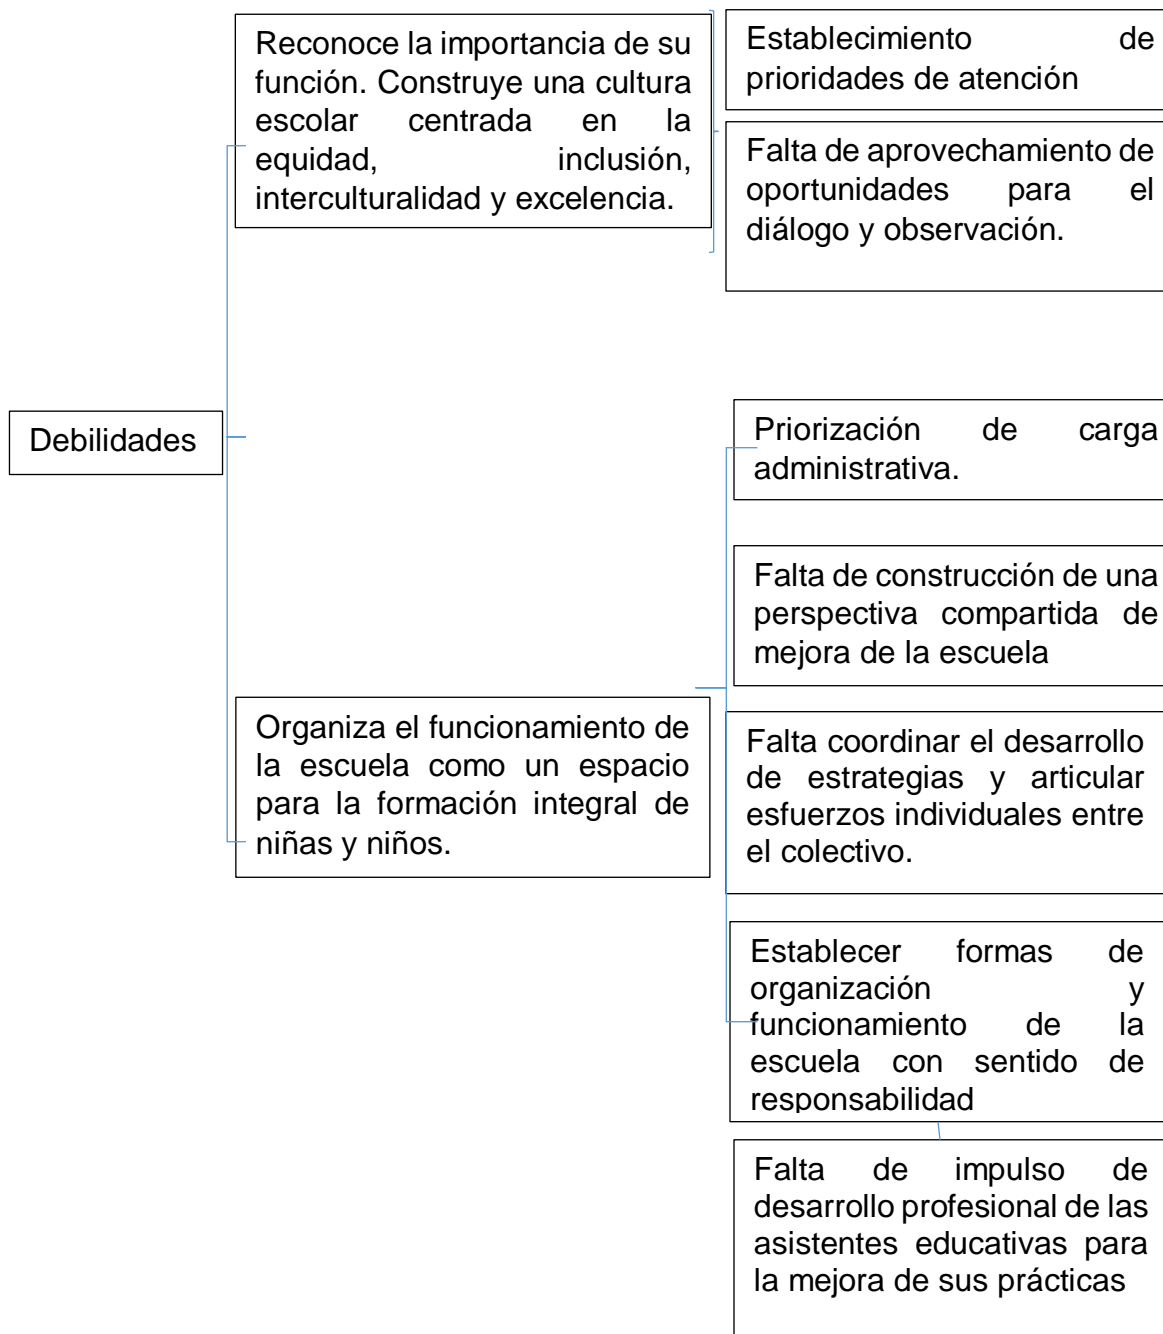 Debilidades
Reconoce la importancia de su
función. Construye una cultura
escolar centrada en la
equidad, inclusión,
interculturalidad y excelencia.
Establecimiento de
prioridades de atención
Falta de aprovechamiento de
oportunidades para el
diálogo y observación.
Organiza el funcionamiento de
la escuela como un espacio
para la formación integral de
niñas y niños.
Priorización de carga
administrativa.
Falta de construcción de una
perspectiva compartida de
mejora de la escuela
Falta coordinar el desarrollo
de estrategias y articular
esfuerzos individuales entre
el colectivo.
Establecer formas de
organización y
funcionamiento de la
escuela con sentido de
responsabilidad
Falta de impulso de
desarrollo profesional de las
asistentes educativas para
la mejora de sus prácticas